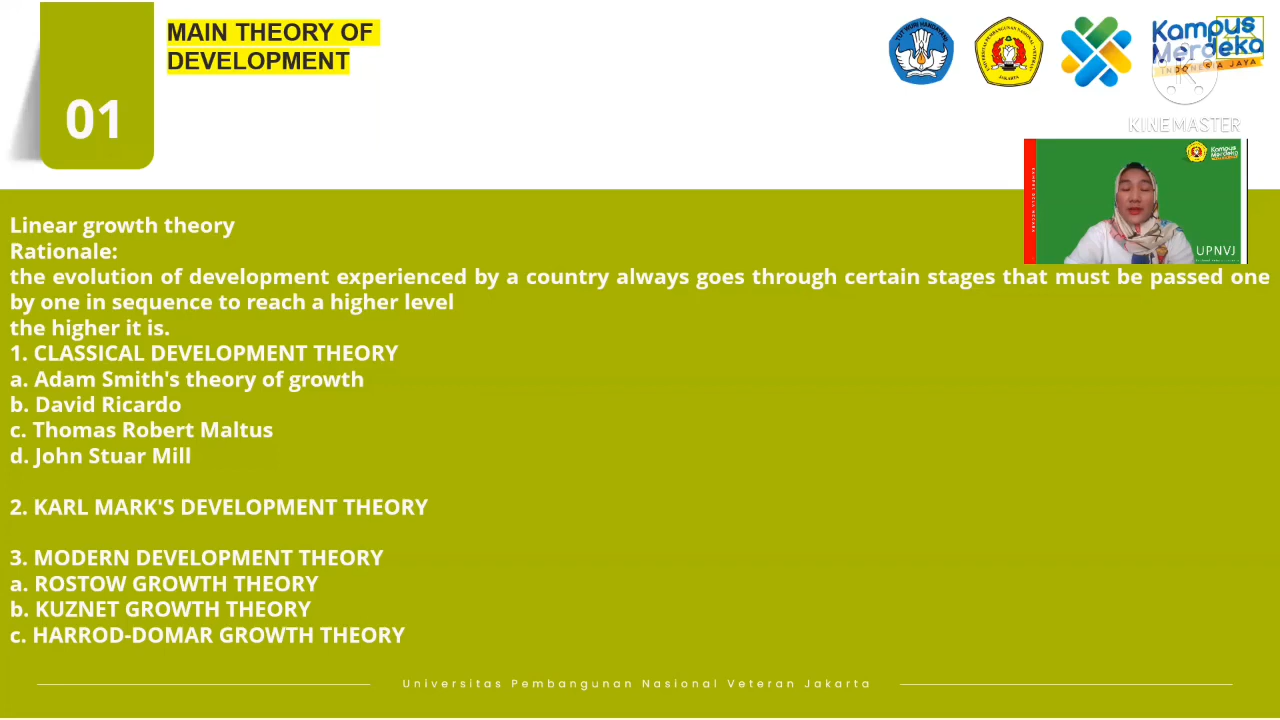 MAIN THEORY OF
DEVELOPMENT
01
Kampus
Merdeka
INDONESIA JAYA
KINEMASTER
UPNVJ
Linear growth theory
Rationale:
the evolution of development experienced by a country always goes through certain stages that must be passed one
by one in sequence to reach a higher level
the higher it is.
1. CLASSICAL DEVELOPMENT THEORY
a. Adam Smith's theory of growth
b. David Ricardo
c. Thomas Robert Maltus
d. John Stuar Mill
2. KARL MARK'S DEVELOPMENT THEORY
3. MODERN DEVELOPMENT THEORY
a. ROSTOW GROWTH THEORY
b. KUZNET GROWTH THEORY
c. HARROD-DOMAR GROWTH THEORY
Universitas Pembangunan Nasional Veteran Jakarta